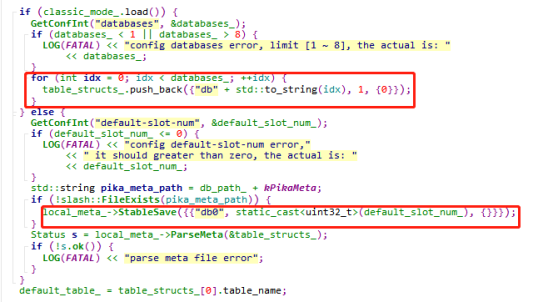 if (classic_mode_.load()) {
GetConfInt("databases", &databases_);
if (databases_ < 1 || databases_ > 8) {
LOG(FATAL) << "config databases error, limit [1 ~ 8], the actual is: "
<< databases_;
}
for (int idx = 0; idx < databases_; ++idx) {
table_structs_.push_back({"db" + std::to_string(idx), 1, {0}});
}
} else {
GetConfInt("default-slot-num", &default_slot_num_);
if (default_slot_num_ <= 0) {
LOG(FATAL) << "config default-slot-num error,"
<< " it should greater than zero, the actual is: "
<< default_slot_num_;
}
std::string pika_meta_path = db_path_ + kPikaMeta;
if (!slash::FileExists(pika_meta_path)) {
local_meta_->StableSave({{"db0", static_cast<uint32_t>(default_slot_num_), {}}});
}
Status s = local_meta_->ParseMeta(&table_structs_);
if (!s.ok()) {
LOG(FATAL) << "parse meta file error";
}
}
default_table_ = table_structs_[0].table_name;